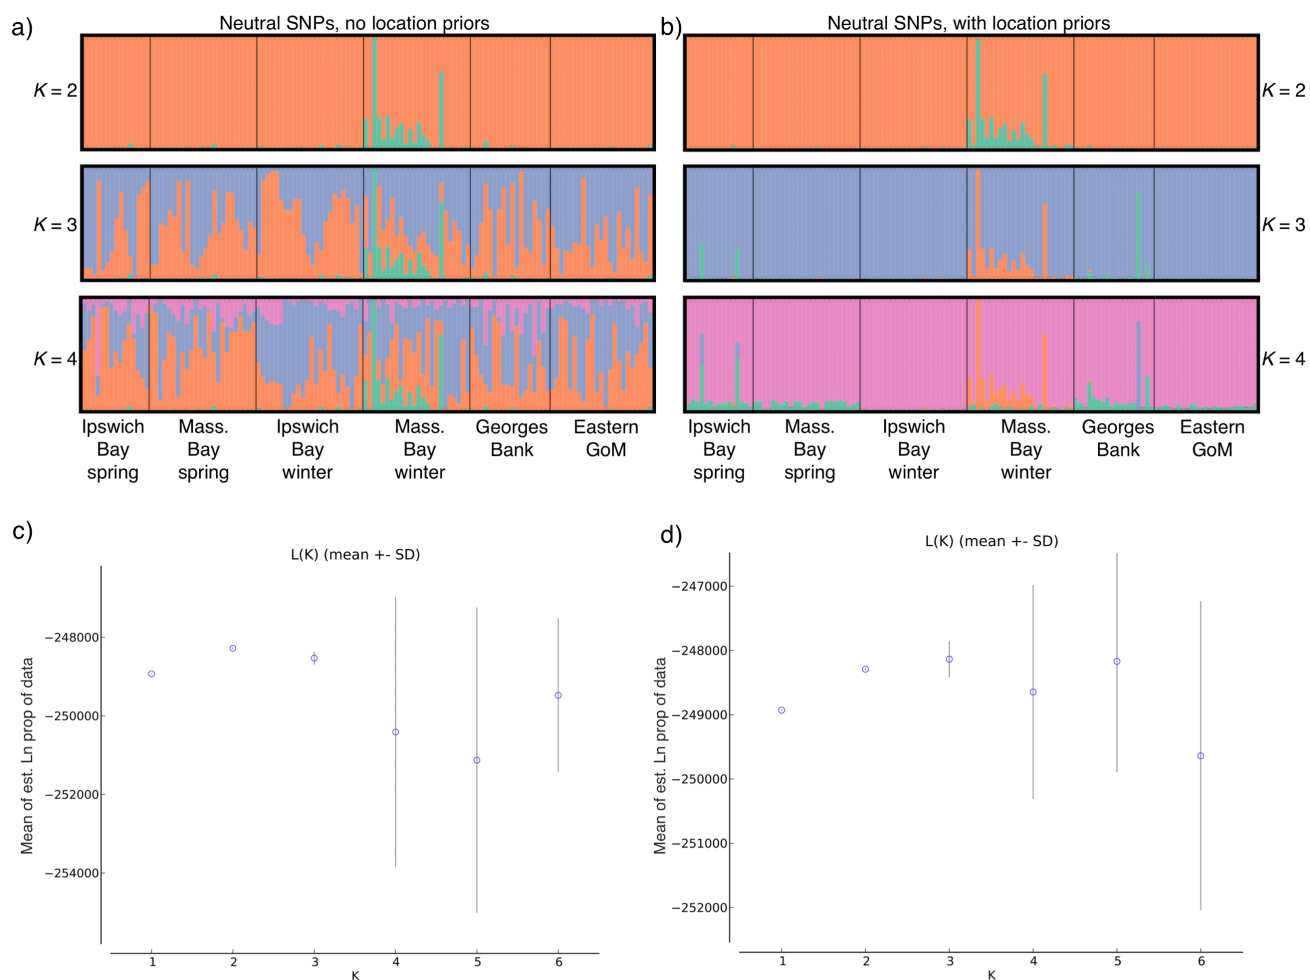 a)
Neutral SNPs, no location priors
b)
Neutral SNPs, with location priors
K = 2
K = 2
K = 3
K = 3
K = 4
K = 4
Ipswich Bay spring
Mass. Bay spring
Ipswich Bay winter
Mass. Bay winter
Georges Bank
Eastern GoM
Ipswich Bay spring
Mass. Bay spring
Ipswich Bay winter
Mass. Bay winter
Georges Bank
Eastern GoM
c)
L(K) (mean +- SD)
Mean of est. Ln prop of data
−248000
−250000
−252000
−254000
1 2 3 4 5 6
K
d)
L(K) (mean +- SD)
Mean of est. Ln prop of data
−247000
−248000
−249000
−250000
−251000
−252000
1 2 3 4 5 6
K